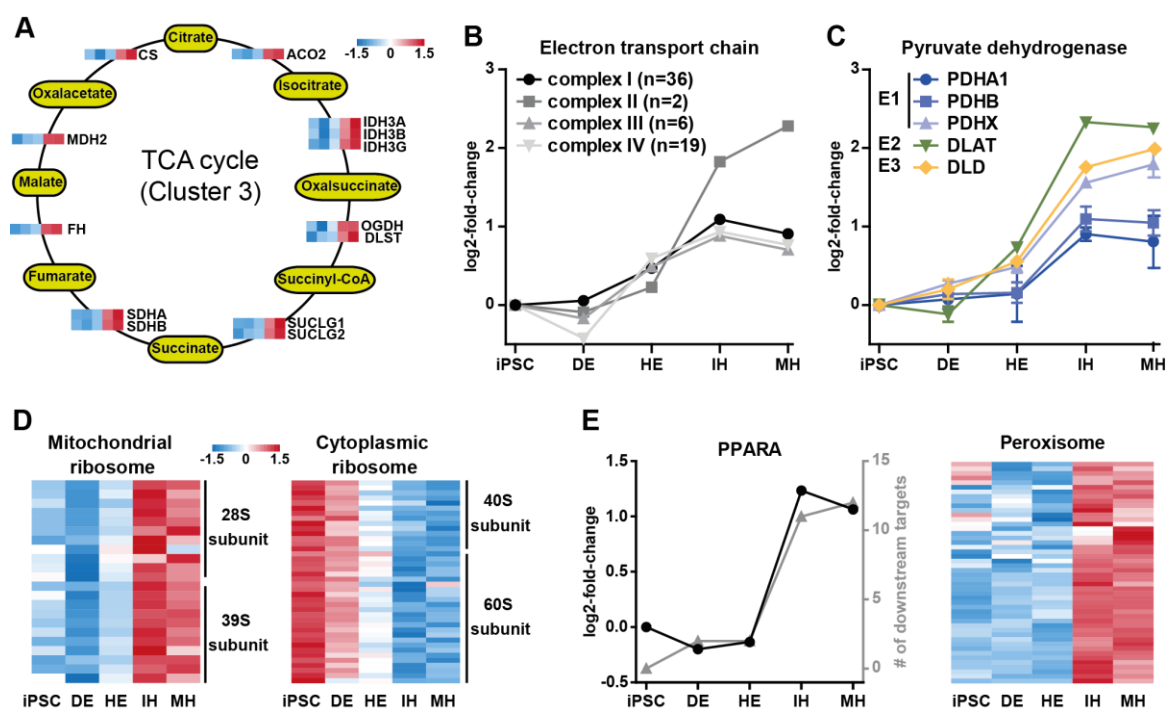 A
Citrate
-1.5 0 1.5
CS
ACO2
Oxalacetate
Isocitrate
IDH3A
IDH3B
IDH3G
MDH2
TCA cycle
(Cluster 3)
Malate
Oxalsuccinate
FH
OGDH
DLST
Fumarate
Succinyl-CoA
SDHA
SDHB
SUCLG1
SUCLG2
Succinate
B
Electron transport chain
complex I (n=36)
complex II (n=2)
complex III (n=6)
complex IV (n=19)
log2-fold-change
3
2
1
0
iPSC DE HE IH MH
C
Pyruvate dehydrogenase
E1
PDHA1
PDHB
PDHX
E2 DLAT
E3 DLD
log2-fold-change
3
2
1
0
iPSC DE HE IH MH
D
Mitochondrial
ribosome
-1.5 0 1.5
Cytoplasmic
ribosome
28S
subunit
39S
subunit
40S
subunit
60S
subunit
iPSC DE HE IH MH
iPSC DE HE IH MH
E
PPARA
log2-fold-change
1.5
1.0
0.5
0.0
-0.5
15
10
5
0
# of downstream targets
iPSC DE HE IH MH
Peroxisome
iPSC DE HE IH MH